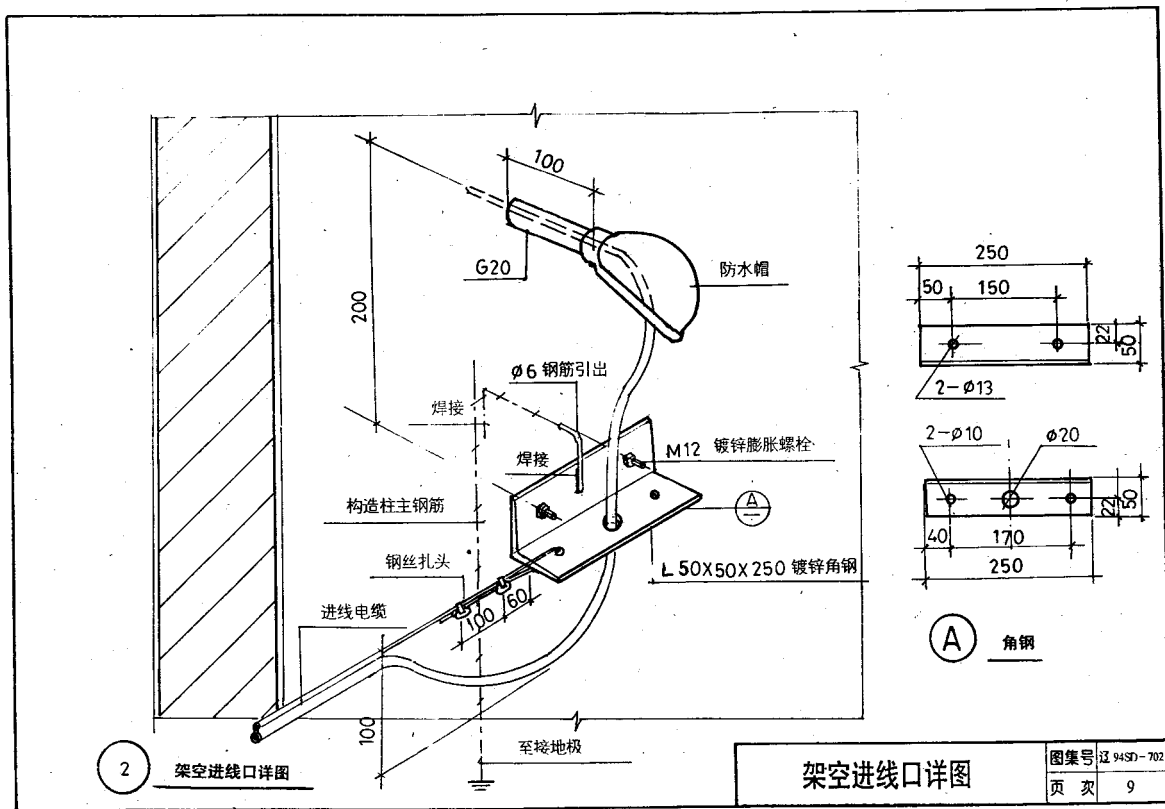 100
G20
防水帽
200
ø6 钢筋引出
焊接
焊接
M12 镀锌膨胀螺栓
构造柱主钢筋
A
钢丝扎头
L 50X50X250 镀锌角钢
进线电缆
100
60
100
至接地极
2 架空进线口详图
250
50
150
22
50
2-ø13
2-ø10
ø20
22
50
40
170
250
A 角钢
架空进线口详图
图集号 辽94SD-702
页 次 9